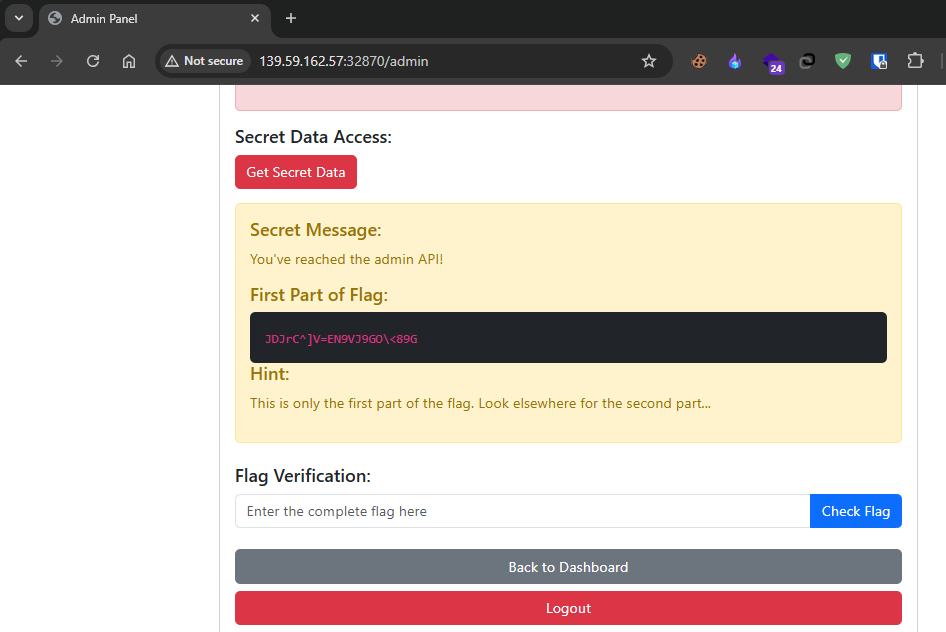 Admin Panel
Not secure
139.59.162.57:32870/admin
24
Secret Data Access:
Get Secret Data
Secret Message:
You've reached the admin API!
First Part of Flag:
JDJrC^]V=EN9VJ9GO\<89G
Hint:
This is only the first part of the flag. Look elsewhere for the second part...
Flag Verification:
Enter the complete flag here
Check Flag
Back to Dashboard
Logout